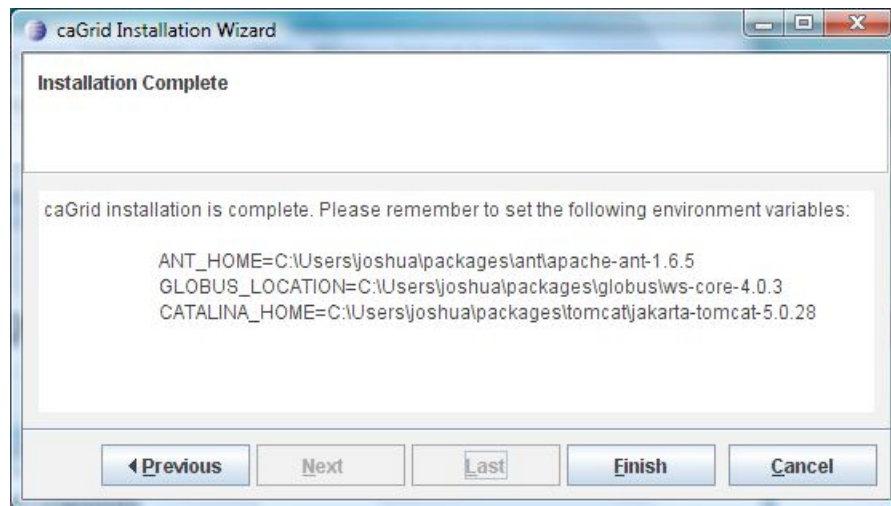 caGrid Installation Wizard
Installation Complete
caGrid installation is complete. Please remember to set the following environment variables:
ANT_HOME=C:\Users\joshua\packages\ant\apache-ant-1.6.5
GLOBUS_LOCATION=C:\Users\joshua\packages\globus\ws-core-4.0.3
CATALINA_HOME=C:\Users\joshua\packages\tomcat\jakarta-tomcat-5.0.28
Previous Next Last Finish Cancel